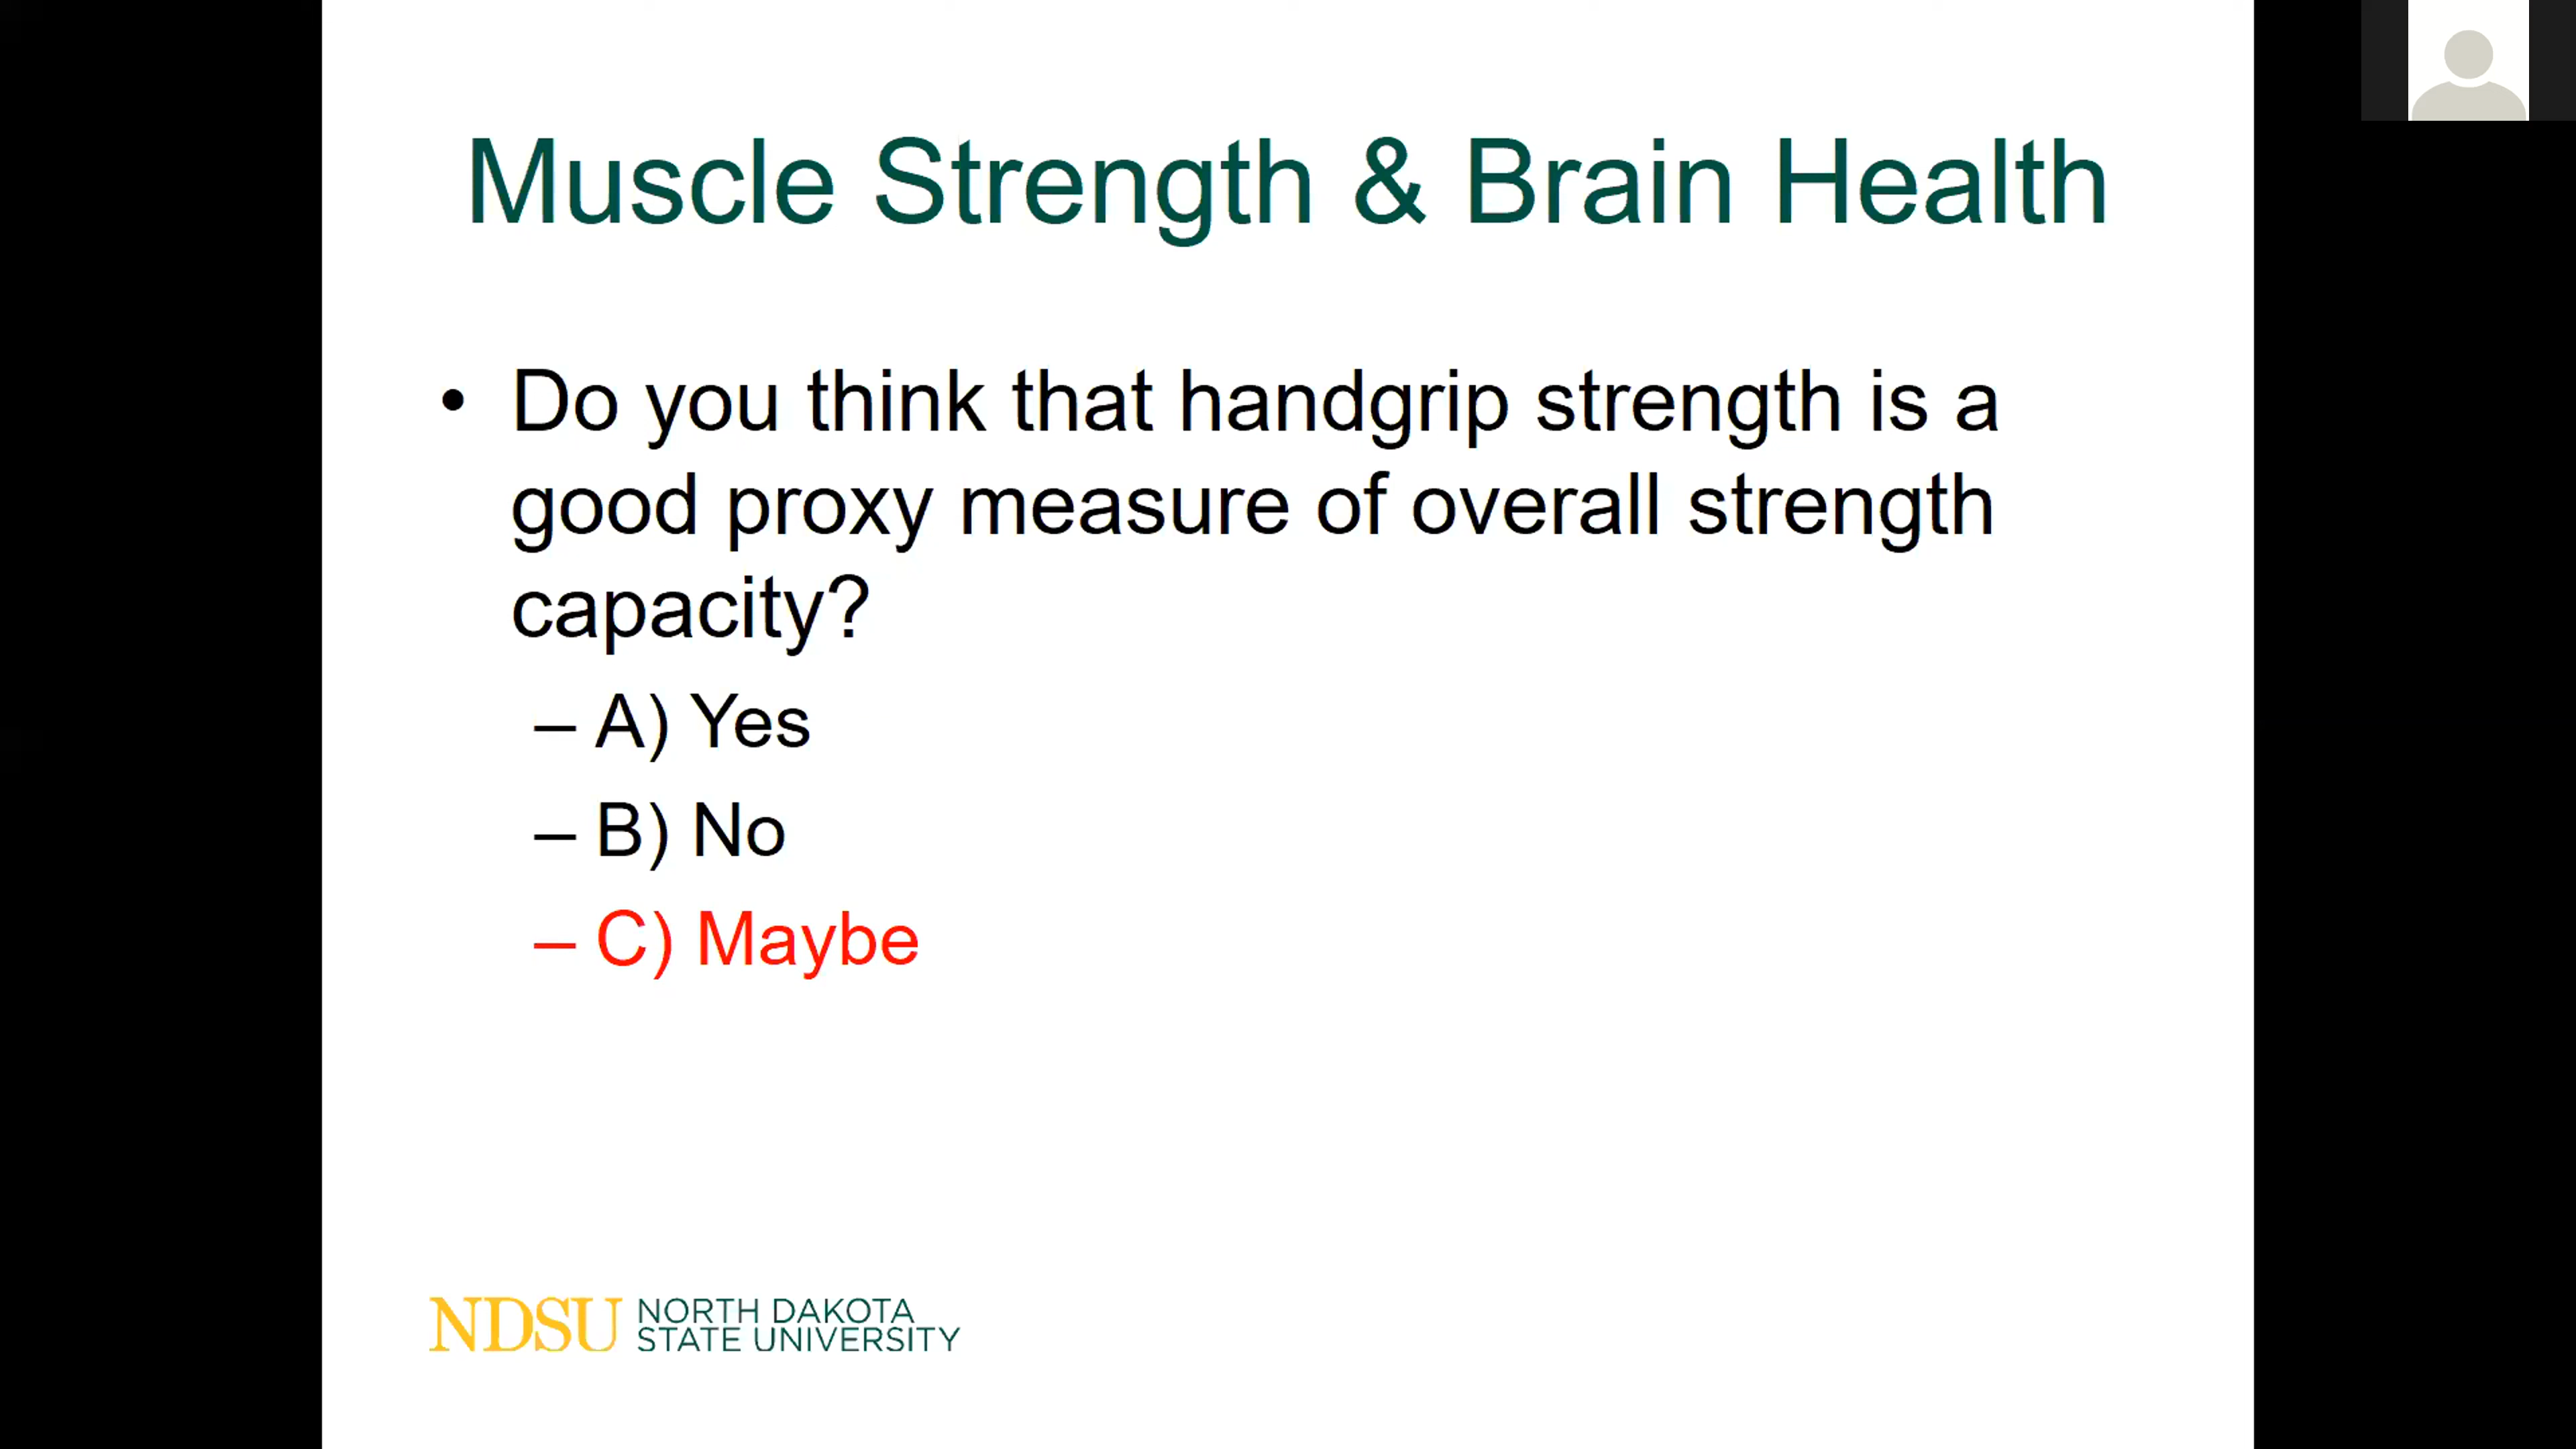 Muscle Strength & Brain Health
• Do you think that handgrip strength is a
good proxy measure of overall strength
capacity?
– A) Yes
– B) No
– C) Maybe
NDSU NORTH DAKOTA
STATE UNIVERSITY